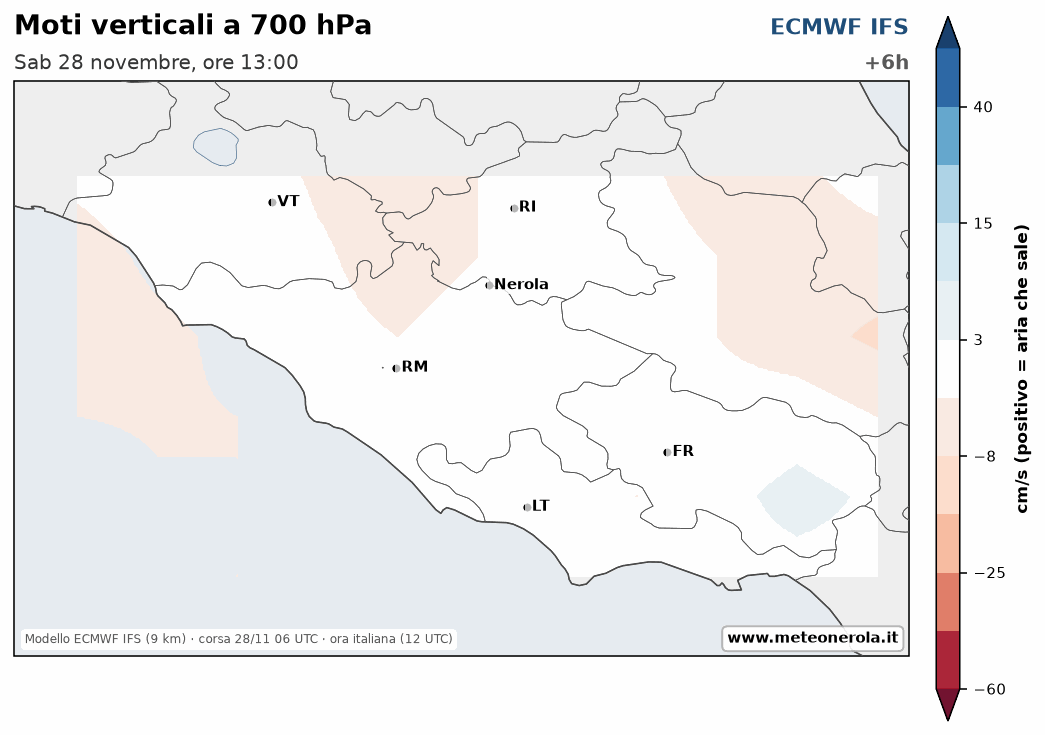 Moti verticali a 700 hPa
ECMWF IFS
Sab 28 novembre, ore 13:00
+6h
VT
RI
Nerola
RM
FR
LT
40
15
3
−8
−25
−60
cm/s (positivo = aria che sale)
Modello ECMWF IFS (9 km) · corsa 28/11 06 UTC · ora italiana (12 UTC)
www.meteonerola.it